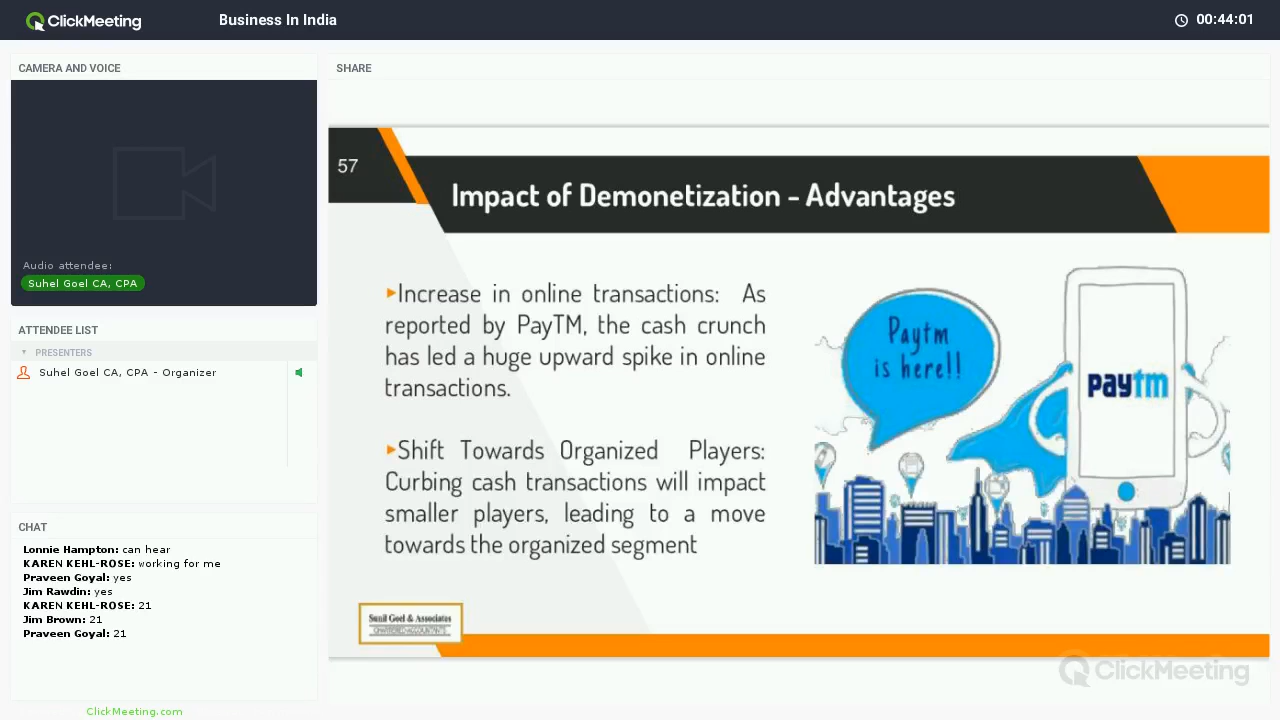 ClickMeeting
Business In India
00:44:01
CAMERA AND VOICE
Audio attendee:
Suhel Goel CA, CPA
ATTENDEE LIST
PRESENTERS
Suhel Goel CA, CPA - Organizer
CHAT
Lonnie Hampton: can hear
KAREN KEHL-ROSE: working for me
Praveen Goyal: yes
Jim Rawdin: yes
KAREN KEHL-ROSE: 21
Jim Brown: 21
Praveen Goyal: 21
ClickMeeting.com
SHARE
57
Impact of Demonetization - Advantages
Increase in online transactions: As
reported by PayTM, the cash crunch
has led a huge upward spike in online
transactions.
Shift Towards Organized Players:
Curbing cash transactions will impact
smaller players, leading to a move
towards the organized segment
Paytm
is here!!
paytm
Sunil Goel & Associates
CHARTERED ACCOUNTANTS
ClickMeeting